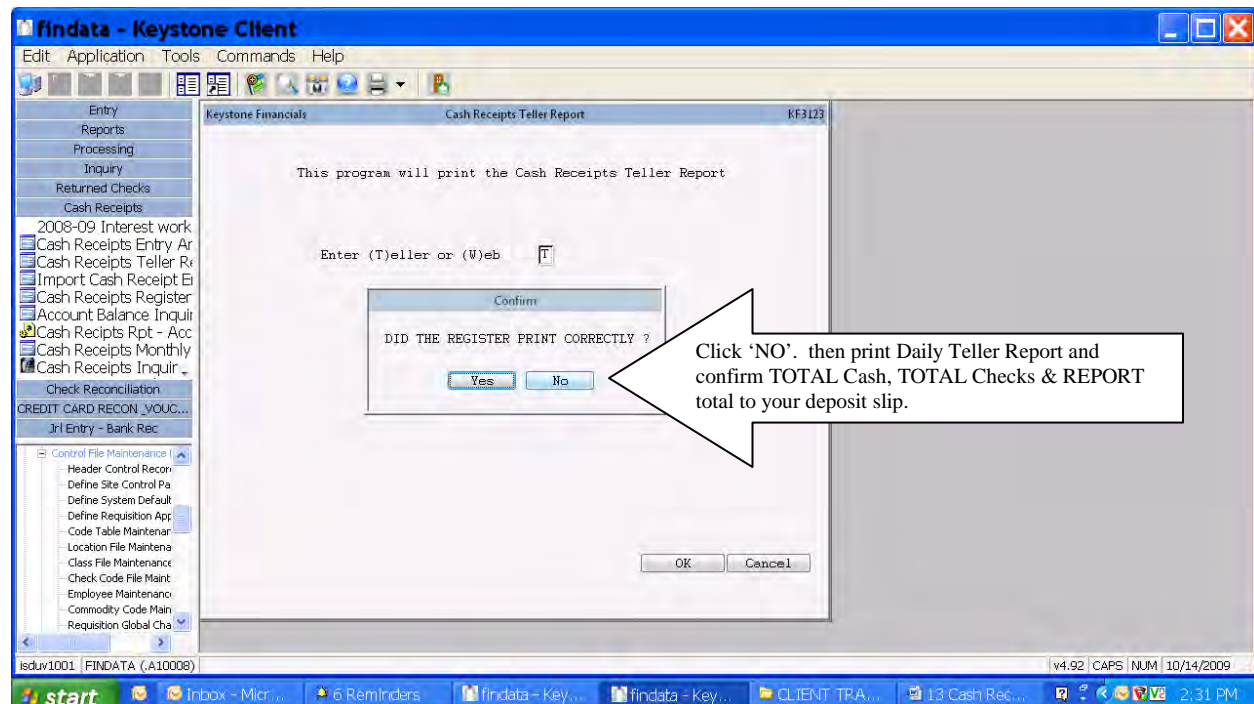 findata - Keystone Client
Edit Application Tools Commands Help
Entry
Reports
Processing
Inquiry
Returned Checks
Cash Receipts
2008-09 Interest work
Cash Receipts Entry Ar
Cash Receipts Teller Re
Import Cash Receipt En
Cash Receipts Register
Account Balance Inquir
Cash Recipts Rpt - Acc
Cash Receipts Monthly
Cash Receipts Inquir
Check Reconciliation
CREDIT CARD RECON _VOUC...
Jrl Entry - Bank Rec
Control File Maintenance (
Header Control Recor
Define Site Control Pa
Define System Default
Define Requisition App
Code Table Maintenar
Location File Maintena
Class File Maintenance
Check Code File Maint
Employee Maintenanc
Commodity Code Main
Requisition Global Cha
Keystone Financials Cash Receipts Teller Report KF3123
This program will print the Cash Receipts Teller Report
Enter (T)eller or (W)eb T
Confirm
DID THE REGISTER PRINT CORRECTLY ?
Yes No
Click ‘NO’. then print Daily Teller Report and
confirm TOTAL Cash, TOTAL Checks & REPORT
total to your deposit slip.
OK Cancel
isduv1001 FINDATA (.A10008) v4.92 CAPS NUM 10/14/2009
start Inbox - Micr... 6 Reminders findata - Key... findata - Key... CLIENT TRA... 13 Cash Rec... V2 2:31 PM